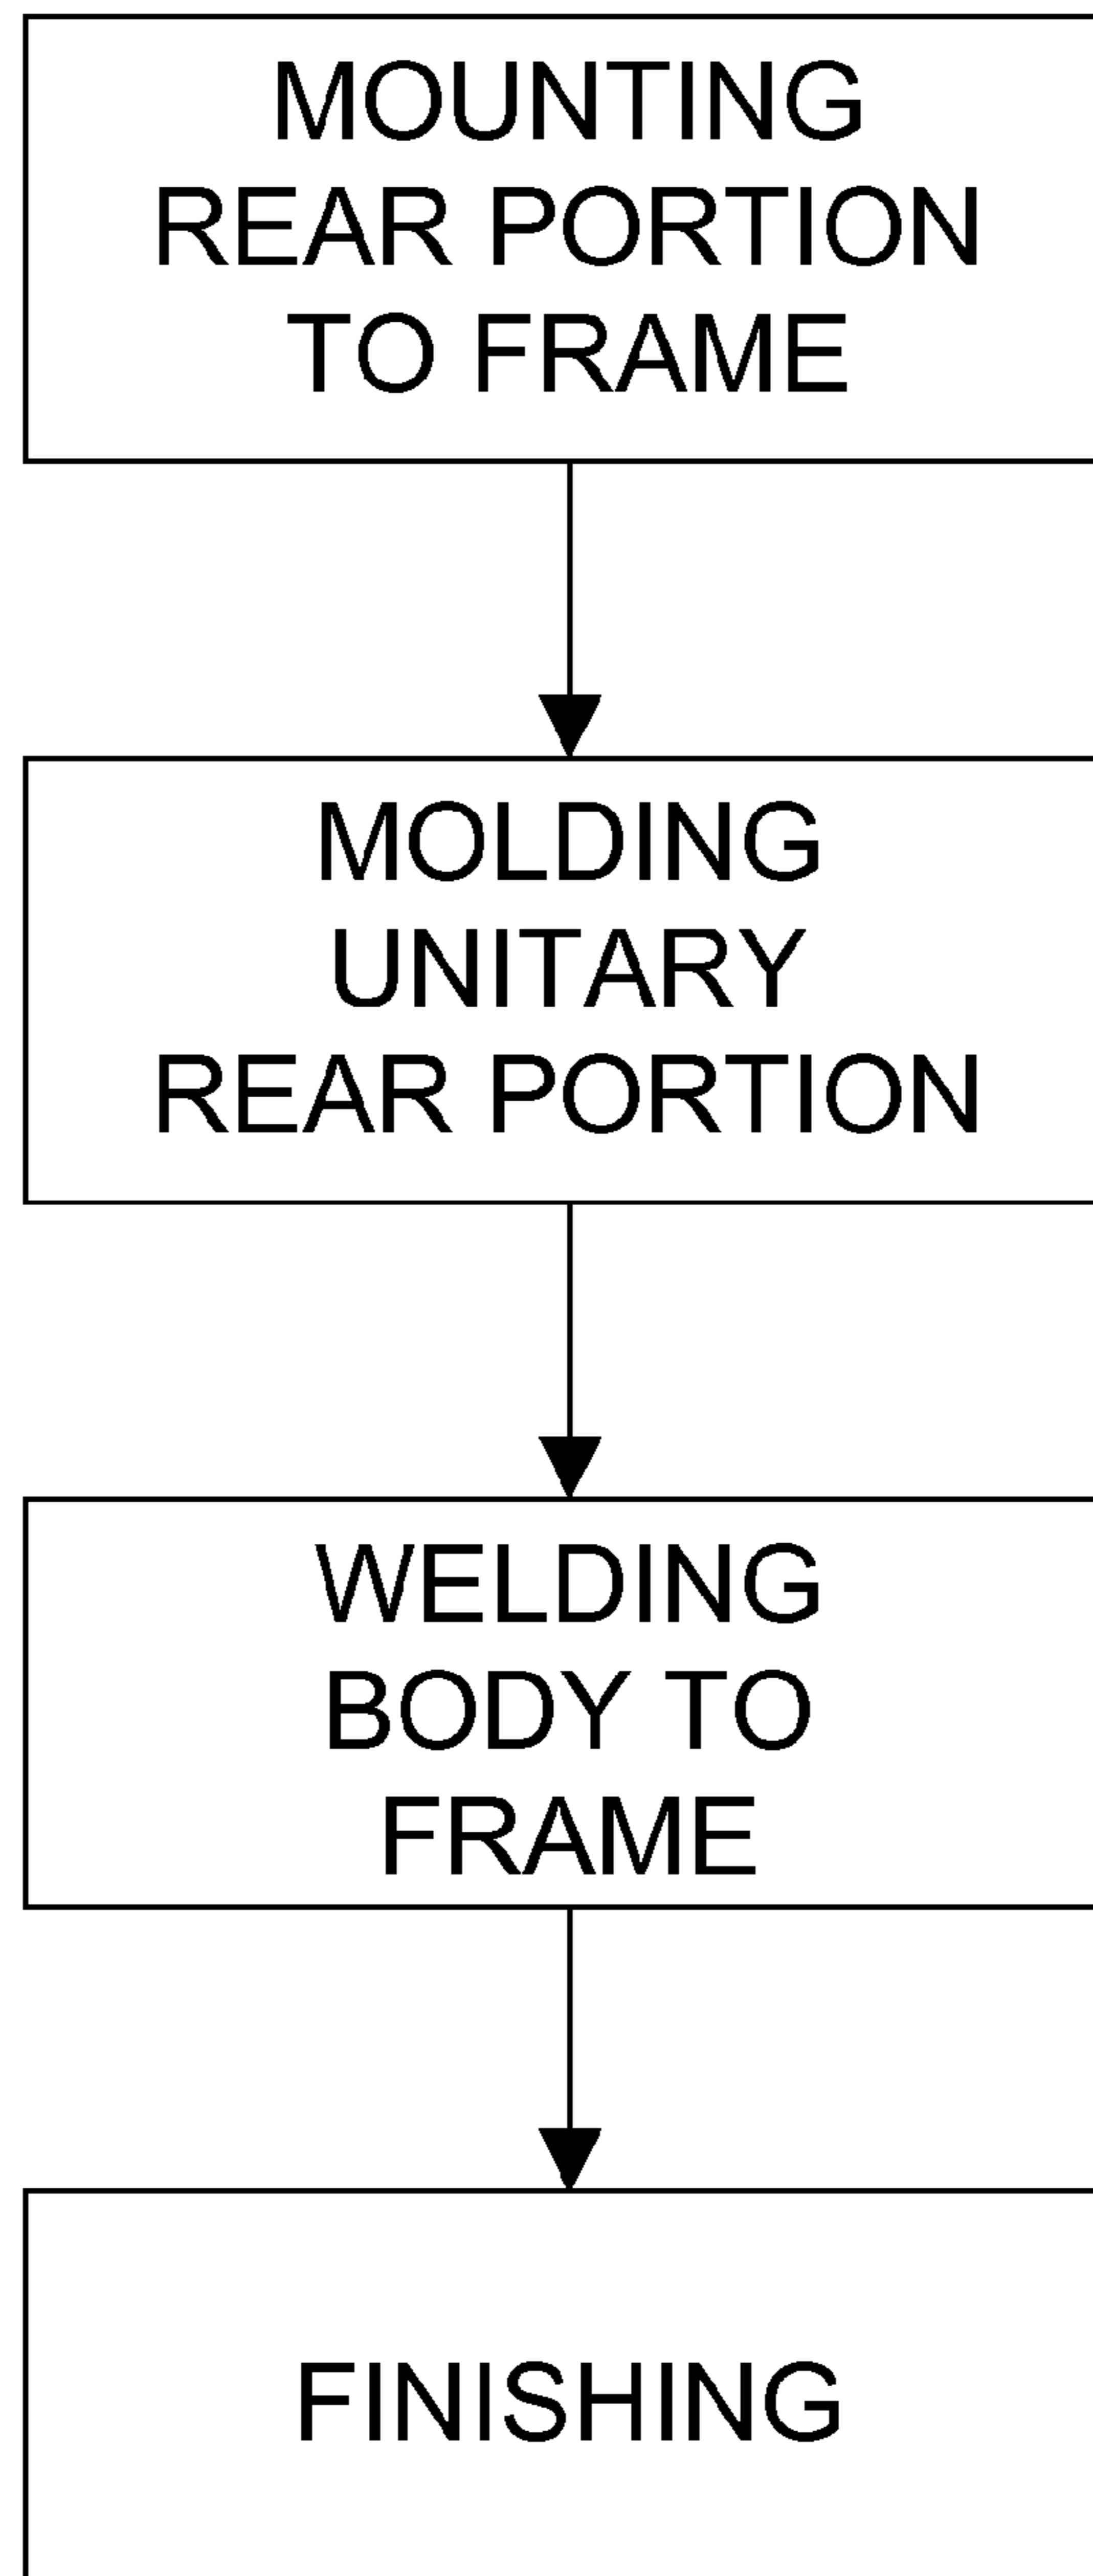 MOUNTING
REAR PORTION
TO FRAME
MOLDING
UNITARY
REAR PORTION
WELDING
BODY TO
FRAME
FINISHING